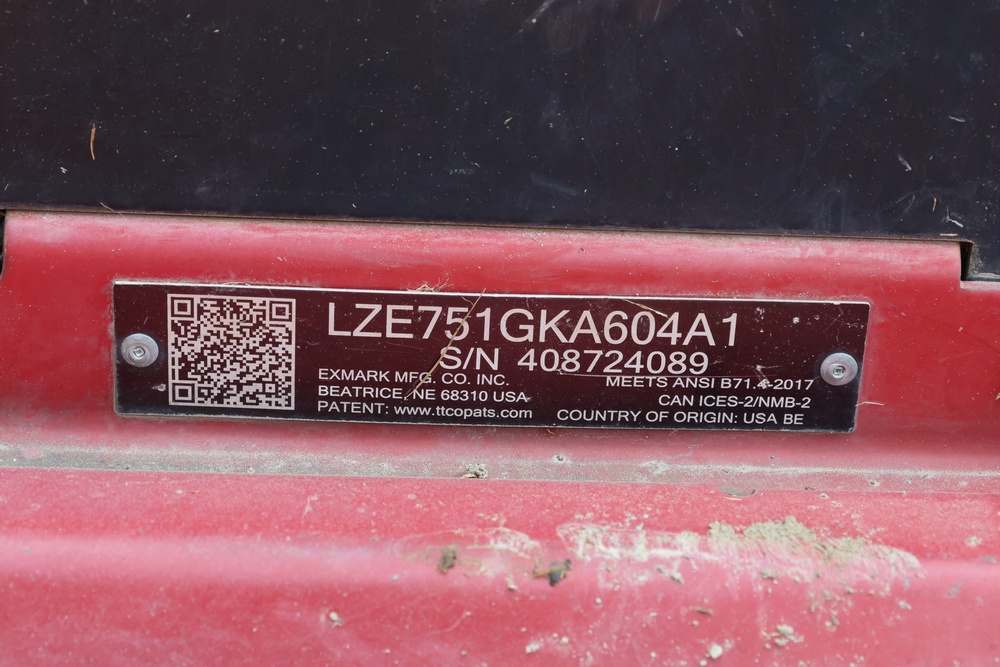 LZE751GKA604A1
S/N 408724089
EXMARK MFG. CO. INC.
BEATRICE, NE 68310 USA
PATENT: www.ttcopats.com
MEETS ANSI B71.4-2017
CAN ICES-2/NMB-2
COUNTRY OF ORIGIN: USA BE